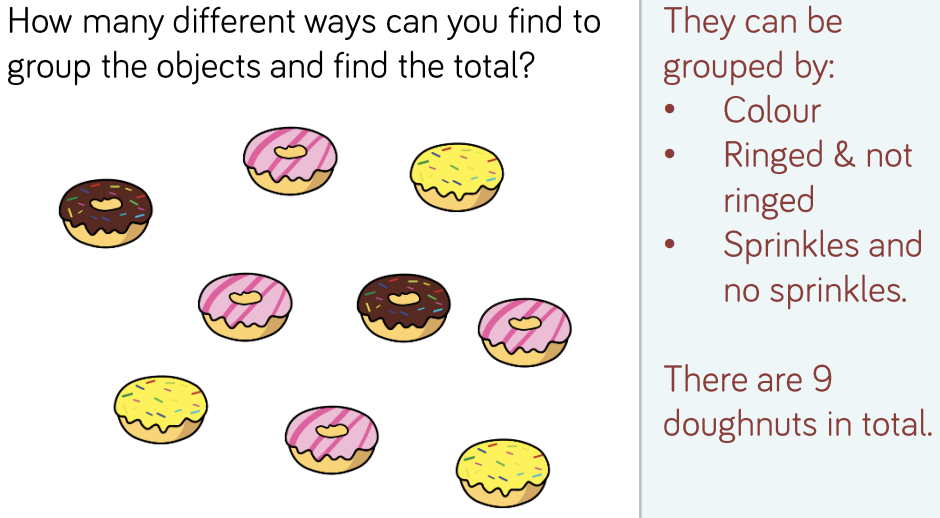 How many different ways can you find to
group the objects and find the total?
They can be
grouped by:
• Colour
• Ringed & not
ringed
• Sprinkles and
no sprinkles.
There are 9
doughnuts in total.